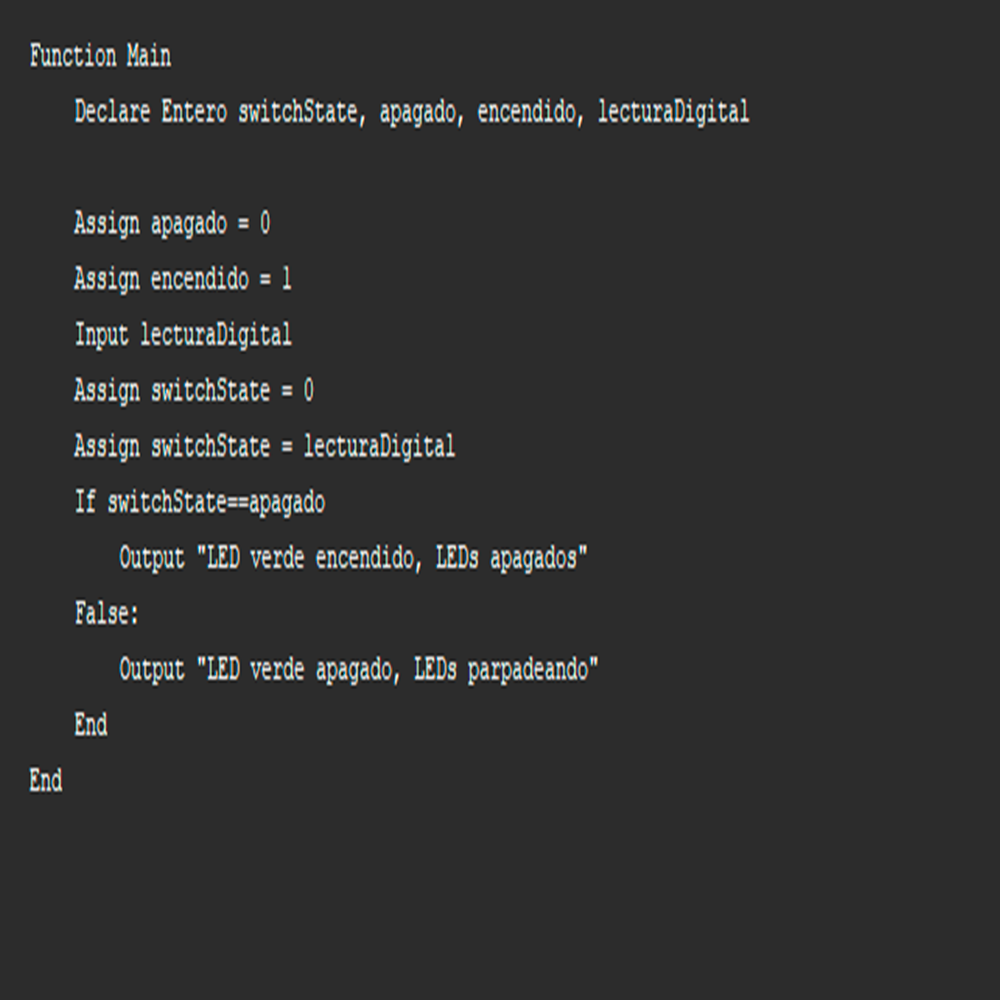 Function Main
Declare Entero switchState, apagado, encendido, lecturaDigital
Assign apagado = 0
Assign encendido = 1
Input lecturaDigital
Assign switchState = 0
Assign switchState = lecturaDigital
If switchState==apagado
Output "LED verde encendido, LEDs apagados"
False:
Output "LED verde apagado, LEDs parpadeando"
End
End